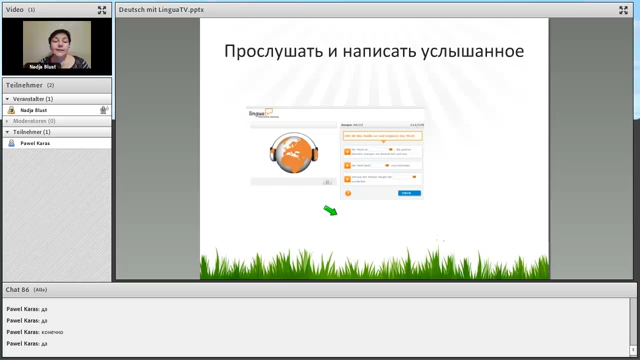 Video (1)
Nadja Blust
Teilnehmer (2)
Veranstalter (1)
Nadja Blust
Moderatoren (0)
Teilnehmer (1)
Pawel Karas
Deutsch mit LinguaTV.pptx
Прослушать и написать услышанное
linguatv
Chat 86 (Alle)
Pawel Karas: да
Pawel Karas: да
Pawel Karas: конечно
Pawel Karas: да